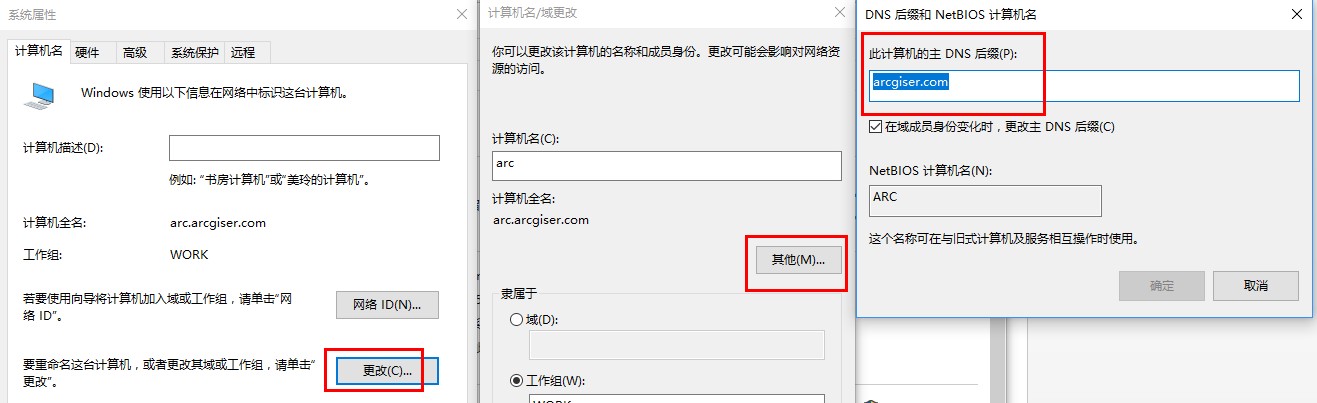 系统属性
计算机名
硬件
高级
系统保护
远程
Windows 使用以下信息在网络中标识这台计算机。
计算机描述(D):
例如: “书房计算机”或“美玲的计算机”。
计算机全名:
arc.arcgiser.com
工作组:
WORK
若要使用向导将计算机加入域或工作组，请单击“网
络 ID”。
网络 ID(N)...
要重命名这台计算机，或者更改其域或工作组，请单击“
更改”。
更改(C)...
计算机名/域更改
你可以更改该计算机的名称和成员身份。更改可能会影响对网络资
源的访问。
计算机名(C):
arc
计算机全名:
arc.arcgiser.com
其他(M)...
隶属于
域(D):
工作组(W):
WORK
DNS 后缀和 NetBIOS 计算机名
此计算机的主 DNS 后缀(P):
arcgiser.com
在域成员身份变化时，更改主 DNS 后缀(C)
NetBIOS 计算机名(N):
ARC
这个名称可在与旧式计算机及服务相互操作时使用。
确定
取消